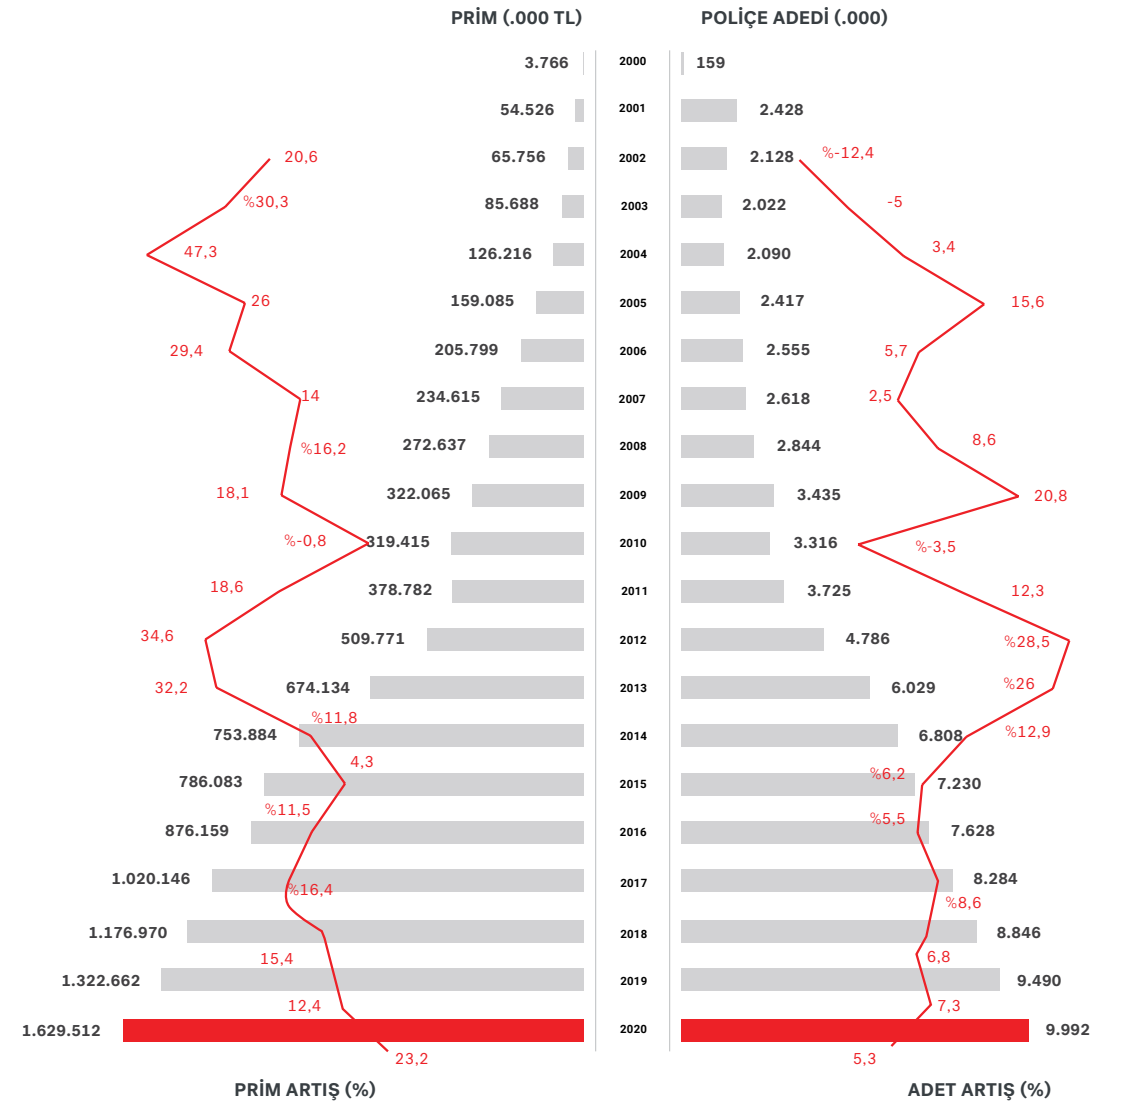 PRİM (.000 TL) POLİÇE ADEDİ (.000)
3.766 2000 159
54.526 2001 2.428
20,6 65.756 2002 2.128 %-12,4
%30,3 85.688 2003 2.022 -5
47,3 126.216 2004 2.090 3,4
26 159.085 2005 2.417 15,6
29,4 205.799 2006 2.555 5,7
14 234.615 2007 2.618 2,5
%16,2 272.637 2008 2.844 8,6
18,1 322.065 2009 3.435 20,8
%-0,8 319.415 2010 3.316 %-3,5
18,6 378.782 2011 3.725 12,3
34,6 509.771 2012 4.786 %28,5
32,2 674.134 2013 6.029 %26
%11,8
753.884 2014 6.808 %12,9
4,3
786.083 2015 %6,2 7.230
%11,5
876.159 2016 %5,5 7.628
1.020.146 %16,4 2017 8.284
%8,6
1.176.970 2018 8.846
15,4 6,8
1.322.662 2019 9.490
12,4 7,3
1.629.512 2020 9.992
23,2 5,3
PRİM ARTIŞ (%) ADET ARTIŞ (%)